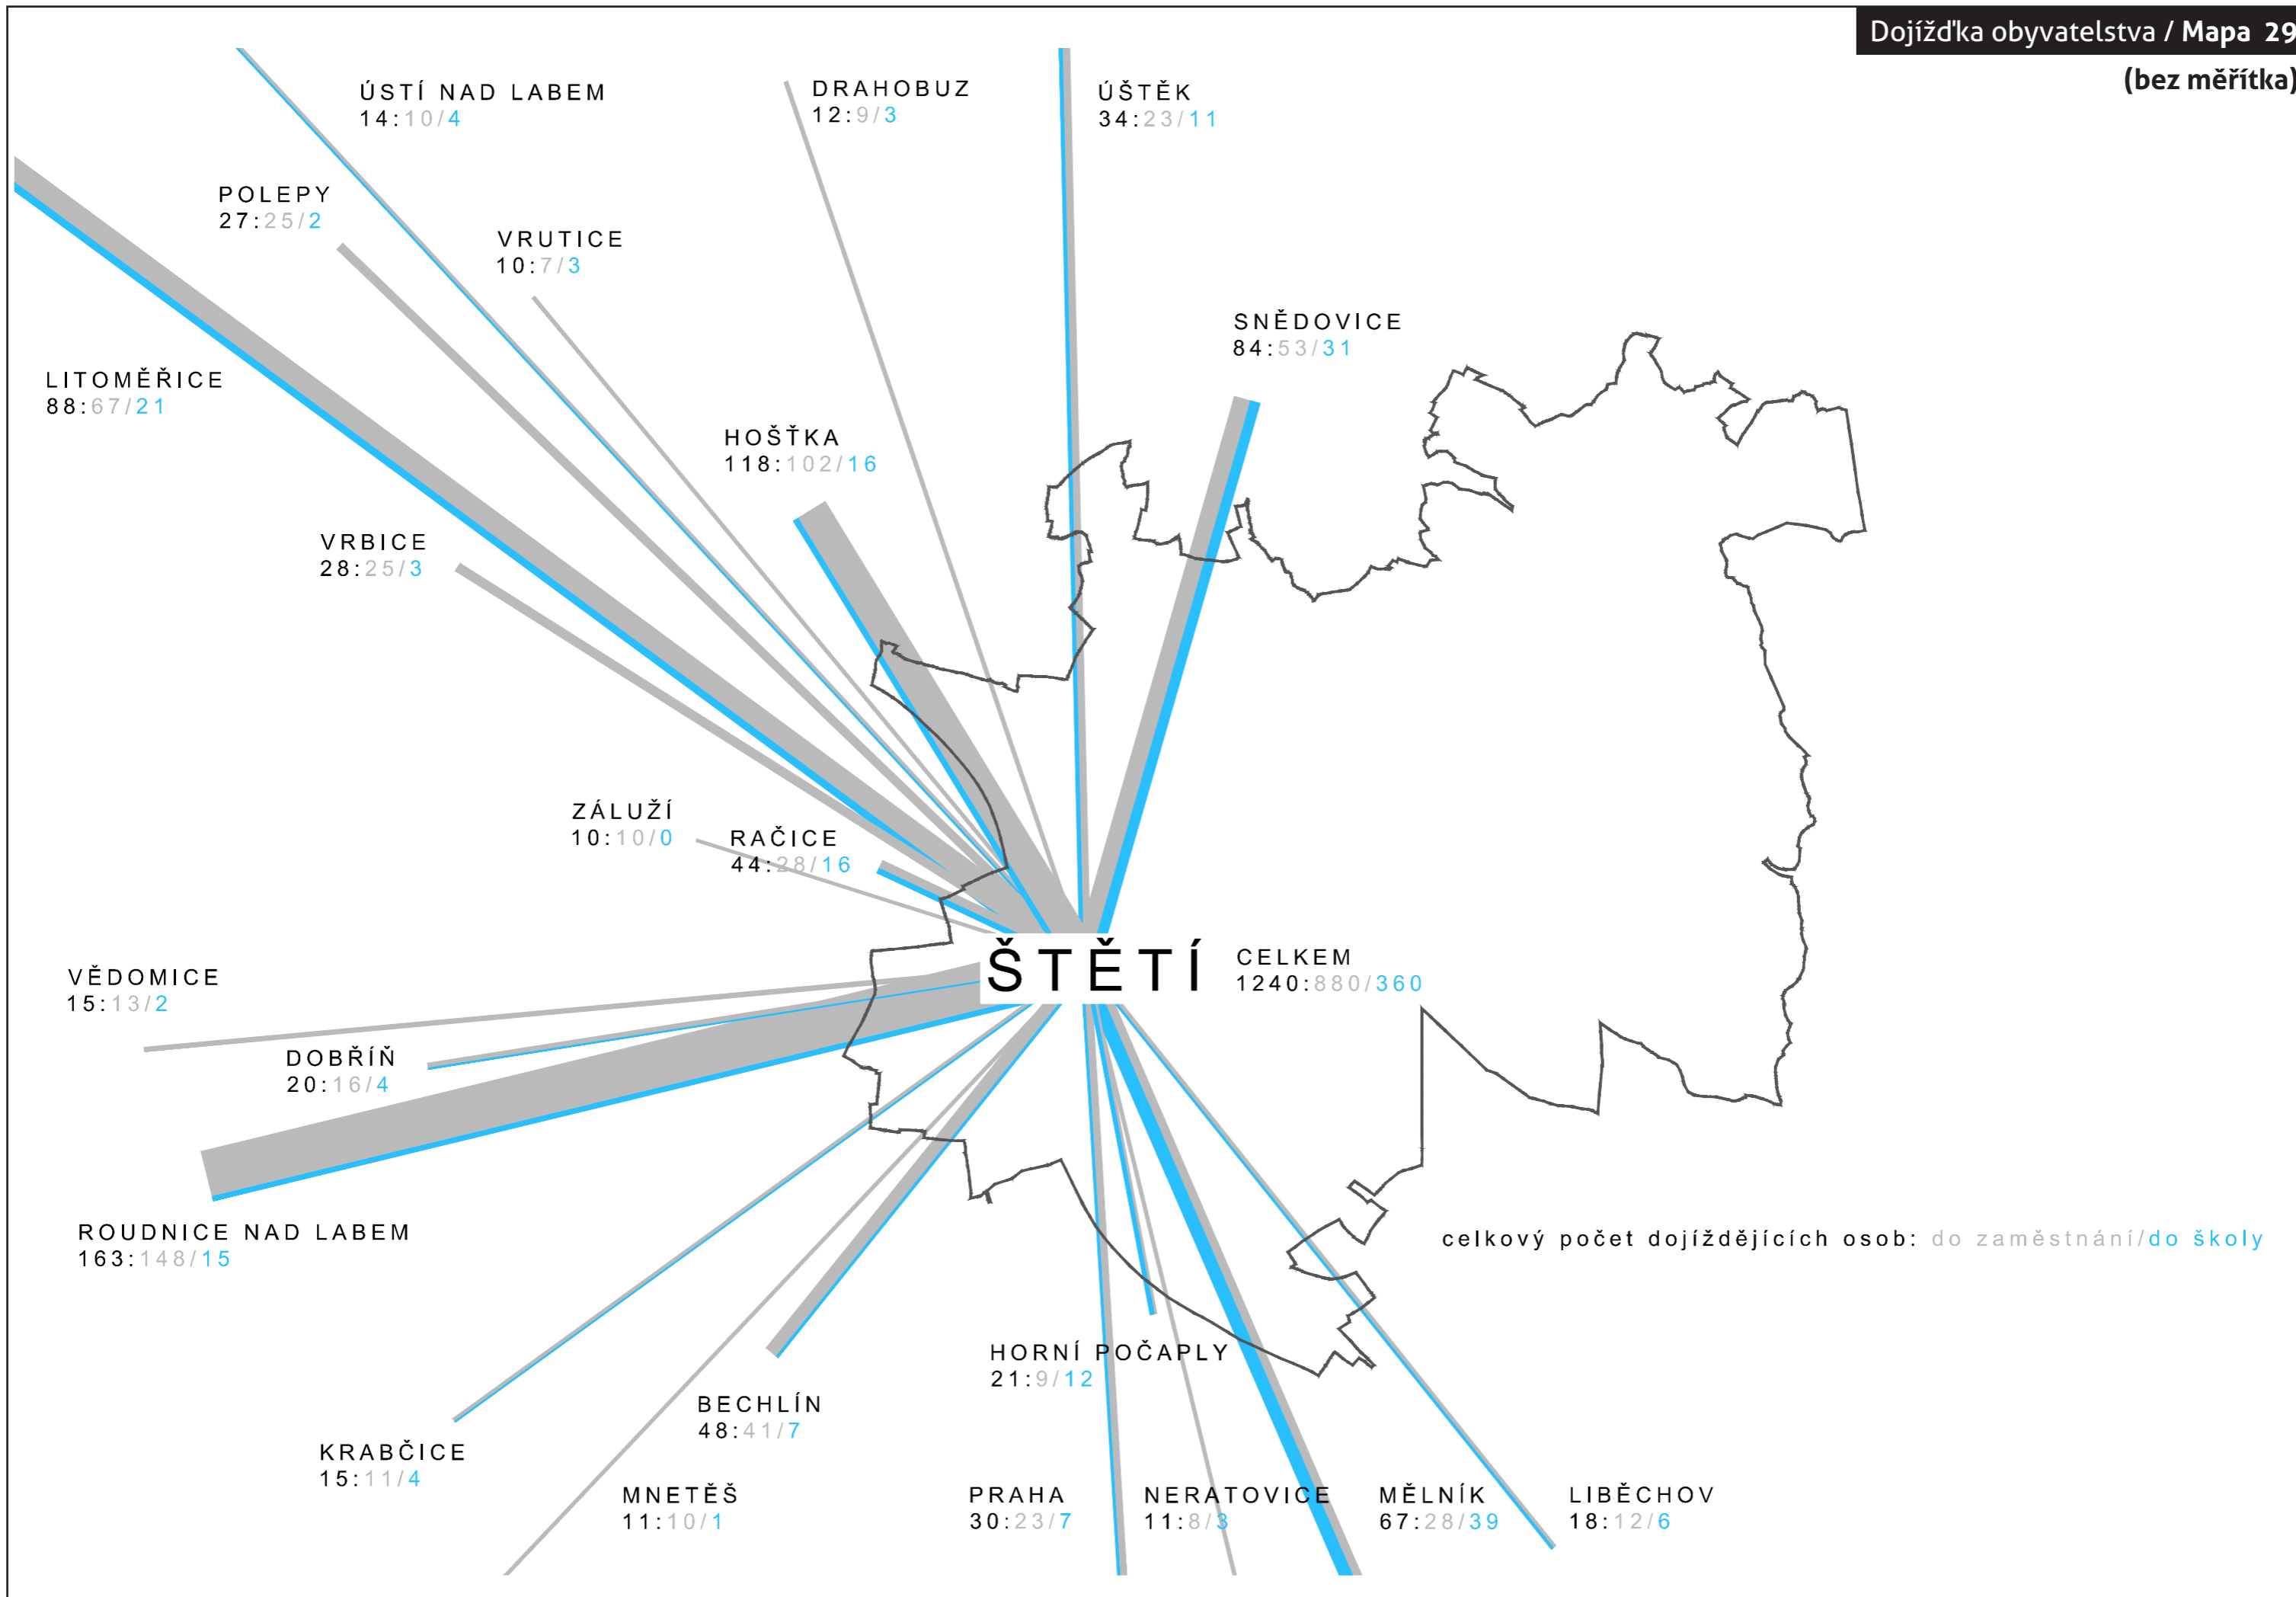 Dojížďka obyvatelstva / Mapa 29
(bez měřítka)
ÚSTÍ NAD LABEM
14:10/4
DRAHOBUZ
12:9/3
ÚŠTĚK
34:23/11
POLEPY
27:25/2
VRUTICE
10:7/3
SNĚDOVICE
84:53/31
LITOMĚŘICE
88:67/21
HOŠŤKA
118:102/16
VRBICE
28:25/3
ZÁLUŽÍ
10:10/0
RAČICE
44:28/16
ŠTĚTÍ
CELKEM
1240:880/360
VĚDOMICE
15:13/2
DOBŘÍŇ
20:16/4
ROUDNICE NAD LABEM
163:148/15
celkový počet dojíždějících osob: do zaměstnání/do školy
HORNÍ POČAPLY
21:9/12
BECHLÍN
48:41/7
KRABČICE
15:11/4
MNETĚŠ
11:10/1
PRAHA
30:23/7
NERATOVICE
11:8/3
MĚLNÍK
67:28/39
LIBĚCHOV
18:12/6